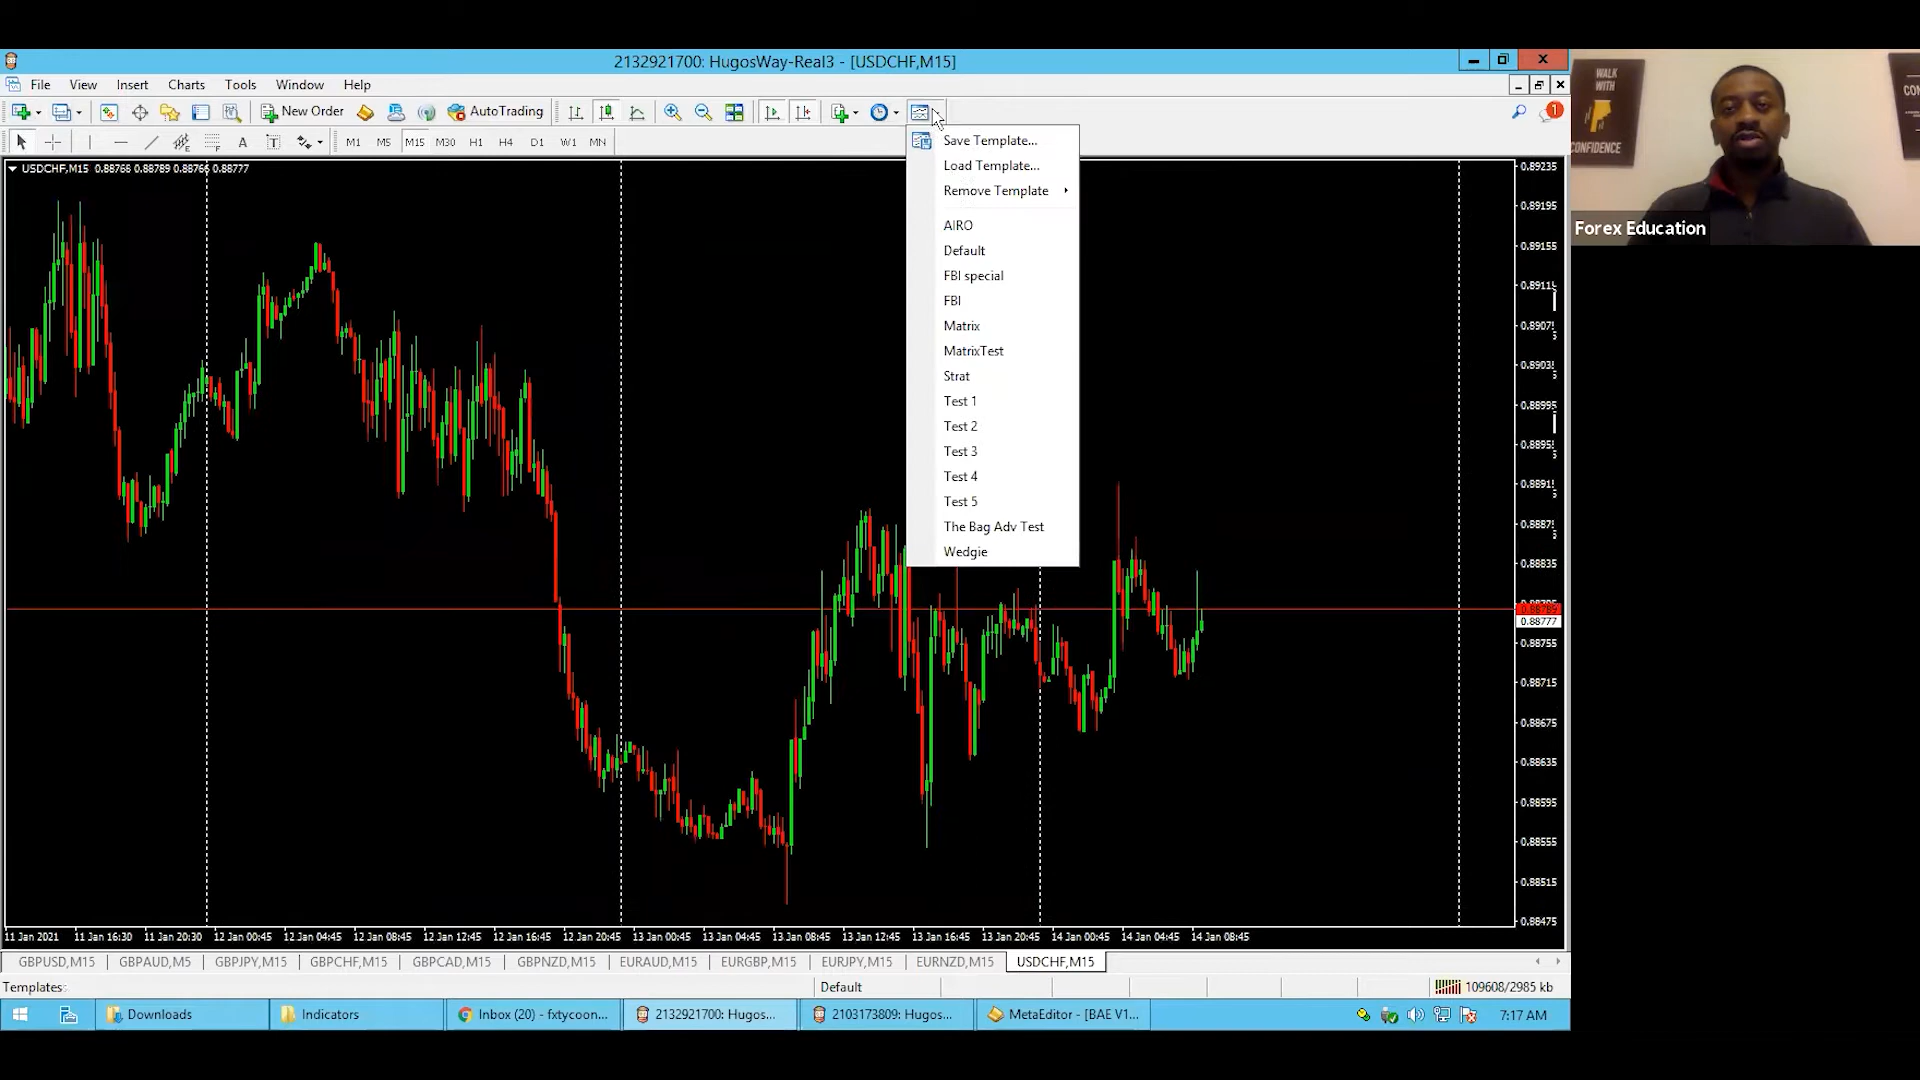 2132921700: HugosWay-Real3 - [USDCHF,M15]
File View Insert Charts Tools Window Help
New Order AutoTrading
1
M1 M5 M15 M30 H1 H4 D1 W1 MN
USDCHF,M15 0.88768 0.88789 0.88766 0.88777
Save Template...
Load Template...
Remove Template
AIRO
Default
FBI special
FBI
Matrix
MatrixTest
Strat
Test 1
Test 2
Test 3
Test 4
Test 5
The Bag Adv Test
Wedgie
0.89235
0.89195
0.89155
0.88835
0.88789
0.88777
0.88755
0.88715
0.88675
0.88635
0.88595
0.88555
0.88515
0.88475
11 Jan 2021 11 Jan 16:30 11 Jan 20:30 12 Jan 00:45 12 Jan 04:45 12 Jan 08:45 12 Jan 12:45 12 Jan 16:45 12 Jan 20:45 13 Jan 00:45 13 Jan 04:45 13 Jan 08:45 13 Jan 12:45 13 Jan 16:45 13 Jan 20:45 14 Jan 00:45 14 Jan 04:45 14 Jan 08:45
GBPUSD,M15 GBPAUD,M5 GBPJPY,M15 GBPCHF,M15 GBPCAD,M15 GBPNZD,M15 EURAUD,M15 EURGBP,M15 EURJPY,M15 EURNZD,M15 USDCHF,M15
Templates Default 109608/2985 kb
Downloads Indicators Inbox (20) - fxtycoon... 2132921700: Hugos... 2103173809: Hugos... MetaEditor - [BAE V1... 7:17 AM
WALK
WITH
CONFIDENCE
CON
Forex Education